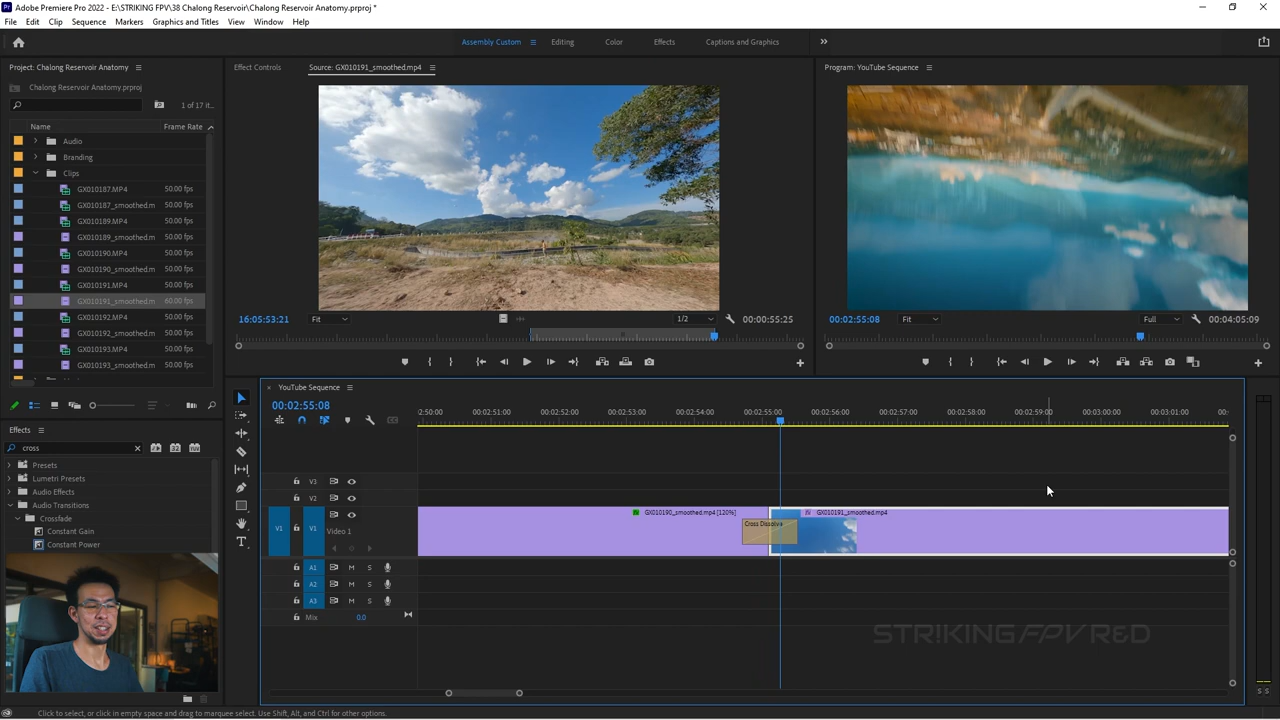 Adobe Premiere Pro 2022 - E:\STRIKING FPV\38 Chalong Reservoir\Chalong Reservoir Anatomy.prproj *
File Edit Clip Sequence Markers Graphics and Titles View Window Help
Assembly Custom Editing Color Effects Captions and Graphics
Project: Chalong Reservoir Anatomy
Effect Controls Source: GX010191_smoothed.mp4
Program: YouTube Sequence
Chalong Reservoir Anatomy.prproj
1 of 17 it...
Name Frame Rate
Audio
Branding
Clips
GX010187.MP4 50.00 fps
GX010187_smoothed.m 50.00 fps
GX010189.MP4 50.00 fps
GX010189_smoothed.m 50.00 fps
GX010190.MP4 50.00 fps
GX010190_smoothed.m 50.00 fps
GX010191.MP4 50.00 fps
GX010191_smoothed.m 60.00 fps
GX010192.MP4 50.00 fps
GX010192_smoothed.m 50.00 fps
GX010193.MP4 50.00 fps
GX010193_smoothed.m 50.00 fps
16:05:53:21 Fit 1/2 00:00:55:25
00:02:55:08 Fit Full 00:04:05:09
× YouTube Sequence
00:02:55:08
2:50:00 00:02:51:00 00:02:52:00 00:02:53:00 00:02:54:00 00:02:55:00 00:02:56:00 00:02:57:00 00:02:58:00 00:02:59:00 00:03:00:00 00:03:01:00 00:
Effects
cross
Presets
Lumetri Presets
Audio Effects
Audio Transitions
Crossfade
Constant Gain
Constant Power
V3
V2
V1 V1 Video 1
GX010190_smoothed.mp4 [120%]
Cross Dissolve
GX010191_smoothed.mp4
A1 M S
A2 M S
A3 M S
Mix 0.0
STRIKING FPV R&D
S S
Click to select, or click in empty space and drag to marquee select. Use Shift, Alt, and Ctrl for other options.